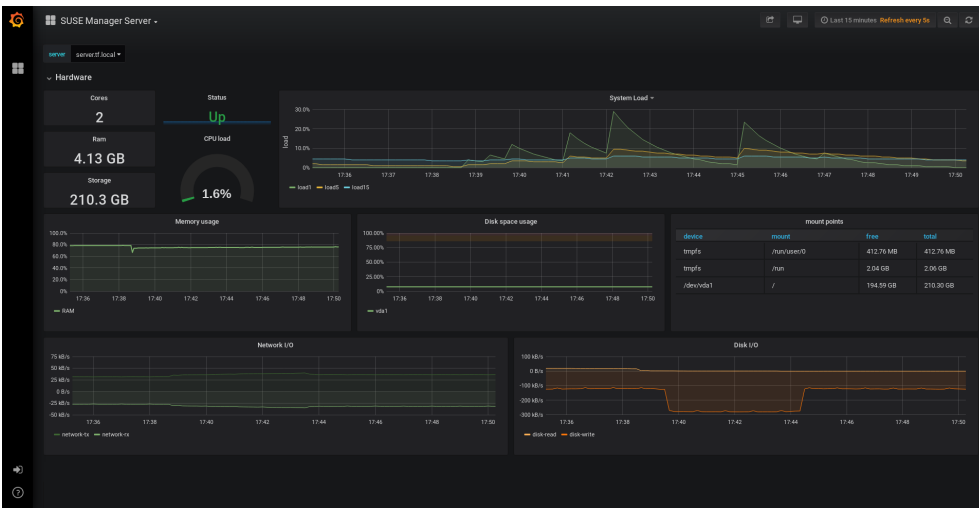 SUSE Manager Server
Last 15 minutes Refresh every 5s
server server.tf.local
Hardware
Cores
2
Ram
4.13 GB
Storage
210.3 GB
Status
Up
CPU load
1.6%
System Load
load
30.0%
20.0%
10.0%
0%
17:36 17:37 17:38 17:39 17:40 17:41 17:42 17:43 17:44 17:45 17:46 17:47 17:48 17:49 17:50
load1 load5 load15
Memory usage
100.0%
80.0%
60.0%
40.0%
20.0%
0%
17:36 17:38 17:40 17:42 17:44 17:46 17:48 17:50
RAM
Disk space usage
100.00%
75.00%
50.00%
25.00%
0%
17:36 17:38 17:40 17:42 17:44 17:46 17:48 17:50
vda1
mount points
device mount free total
tmpfs /run/user/0 412.76 MB 412.76 MB
tmpfs /run 2.04 GB 2.06 GB
/dev/vda1 / 194.59 GB 210.30 GB
Network I/O
75 kB/s
50 kB/s
25 kB/s
0 B/s
-25 kB/s
-50 kB/s
17:36 17:38 17:40 17:42 17:44 17:46 17:48 17:50
network-tx network-rx
Disk I/O
100 kB/s
0 B/s
-100 kB/s
-200 kB/s
-300 kB/s
17:36 17:38 17:40 17:42 17:44 17:46 17:48 17:50
disk-read disk-write